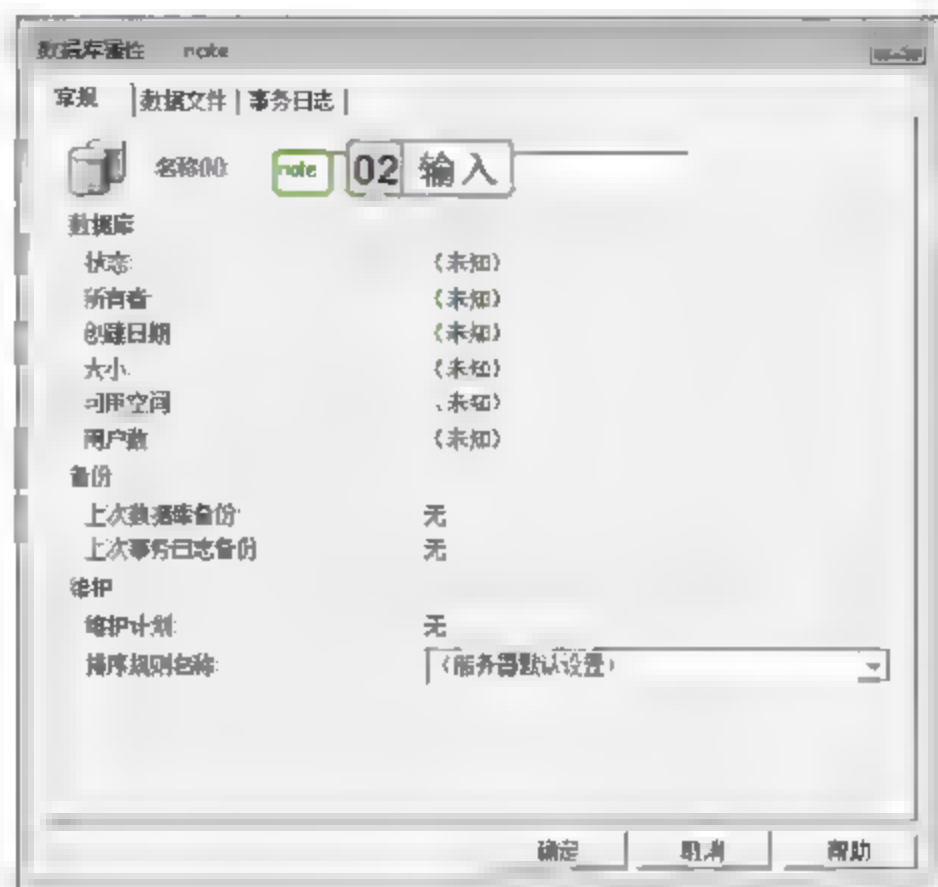 数据库属性 note
常规 数据文件 事务日志
名称(N): note 02 输入
数据库
状态: (未知)
所有者: (未知)
创建日期: (未知)
大小: (未知)
可用空间: (未知)
用户数: (未知)
备份
上次数据库备份: 无
上次事务日志备份: 无
维护
维护计划: 无
排序规则名称: (服务器默认设置)
确定 取消 帮助